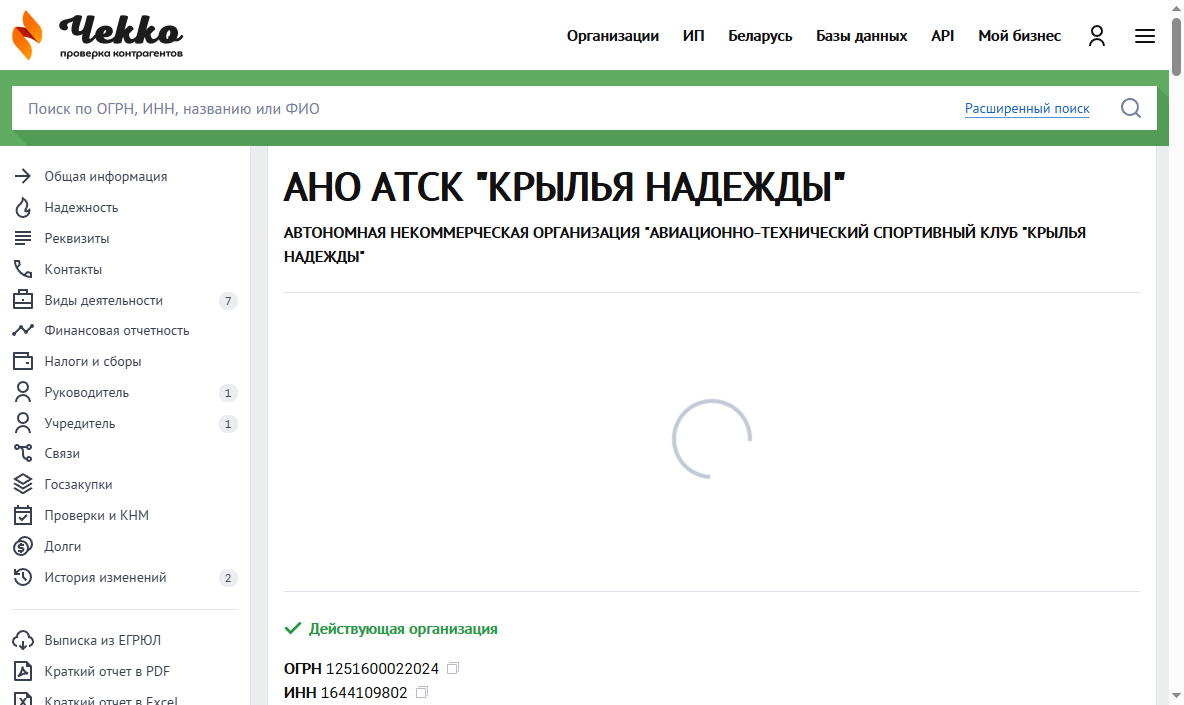 Чекко
проверка контрагентов
Организации
ИП
Беларусь
Базы данных
API
Мой бизнес
Поиск по ОГРН, ИНН, названию или ФИО
Расширенный поиск
Общая информация
Надежность
Реквизиты
Контакты
Виды деятельности 7
Финансовая отчетность
Налоги и сборы
Руководитель 1
Учредитель 1
Связи
Госзакупки
Проверки и КНМ
Долги
История изменений 2
Выписка из ЕГРЮЛ
Краткий отчет в PDF
Краткий отчет в Excel
АНО АТСК "КРЫЛЬЯ НАДЕЖДЫ"
АВТОНОМНАЯ НЕКОММЕРЧЕСКАЯ ОРГАНИЗАЦИЯ "АВИАЦИОННО-ТЕХНИЧЕСКИЙ СПОРТИВНЫЙ КЛУБ "КРЫЛЬЯ
НАДЕЖДЫ"
Действующая организация
ОГРН 1251600022024
ИНН 1644109802